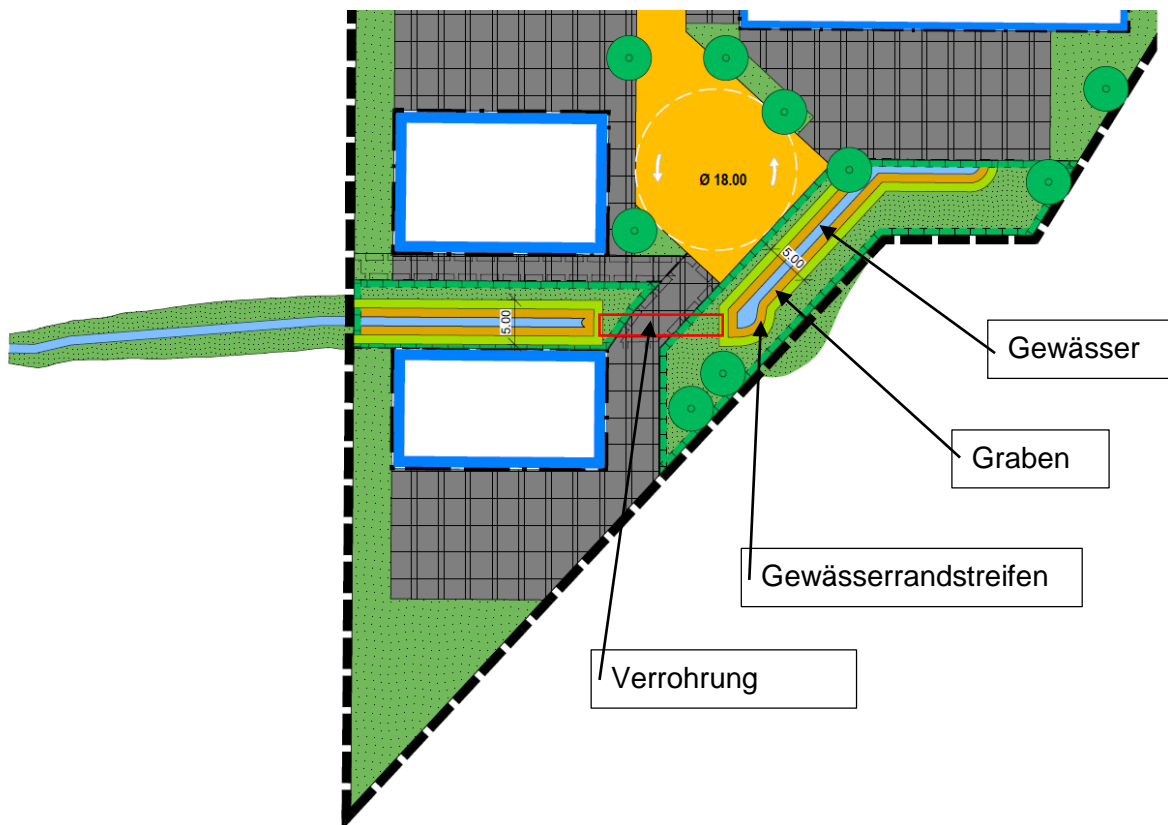 Ø 18.00
5.00
5.00
Gewässer
Graben
Gewässerrandstreifen
Verrohrung